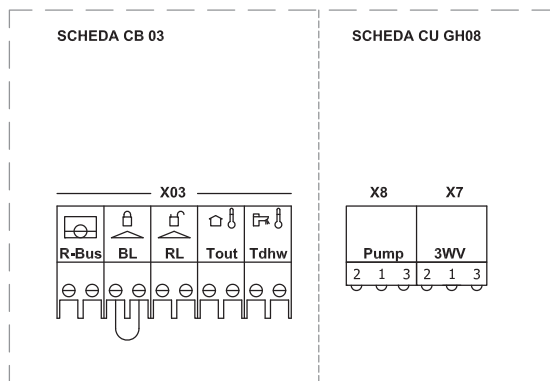 SCHEDA CB 03
SCHEDA CU GH08
X03
X8 X7
R-Bus BL RL Tout Tdhw
Pump 3WV
2 1 3 2 1 3